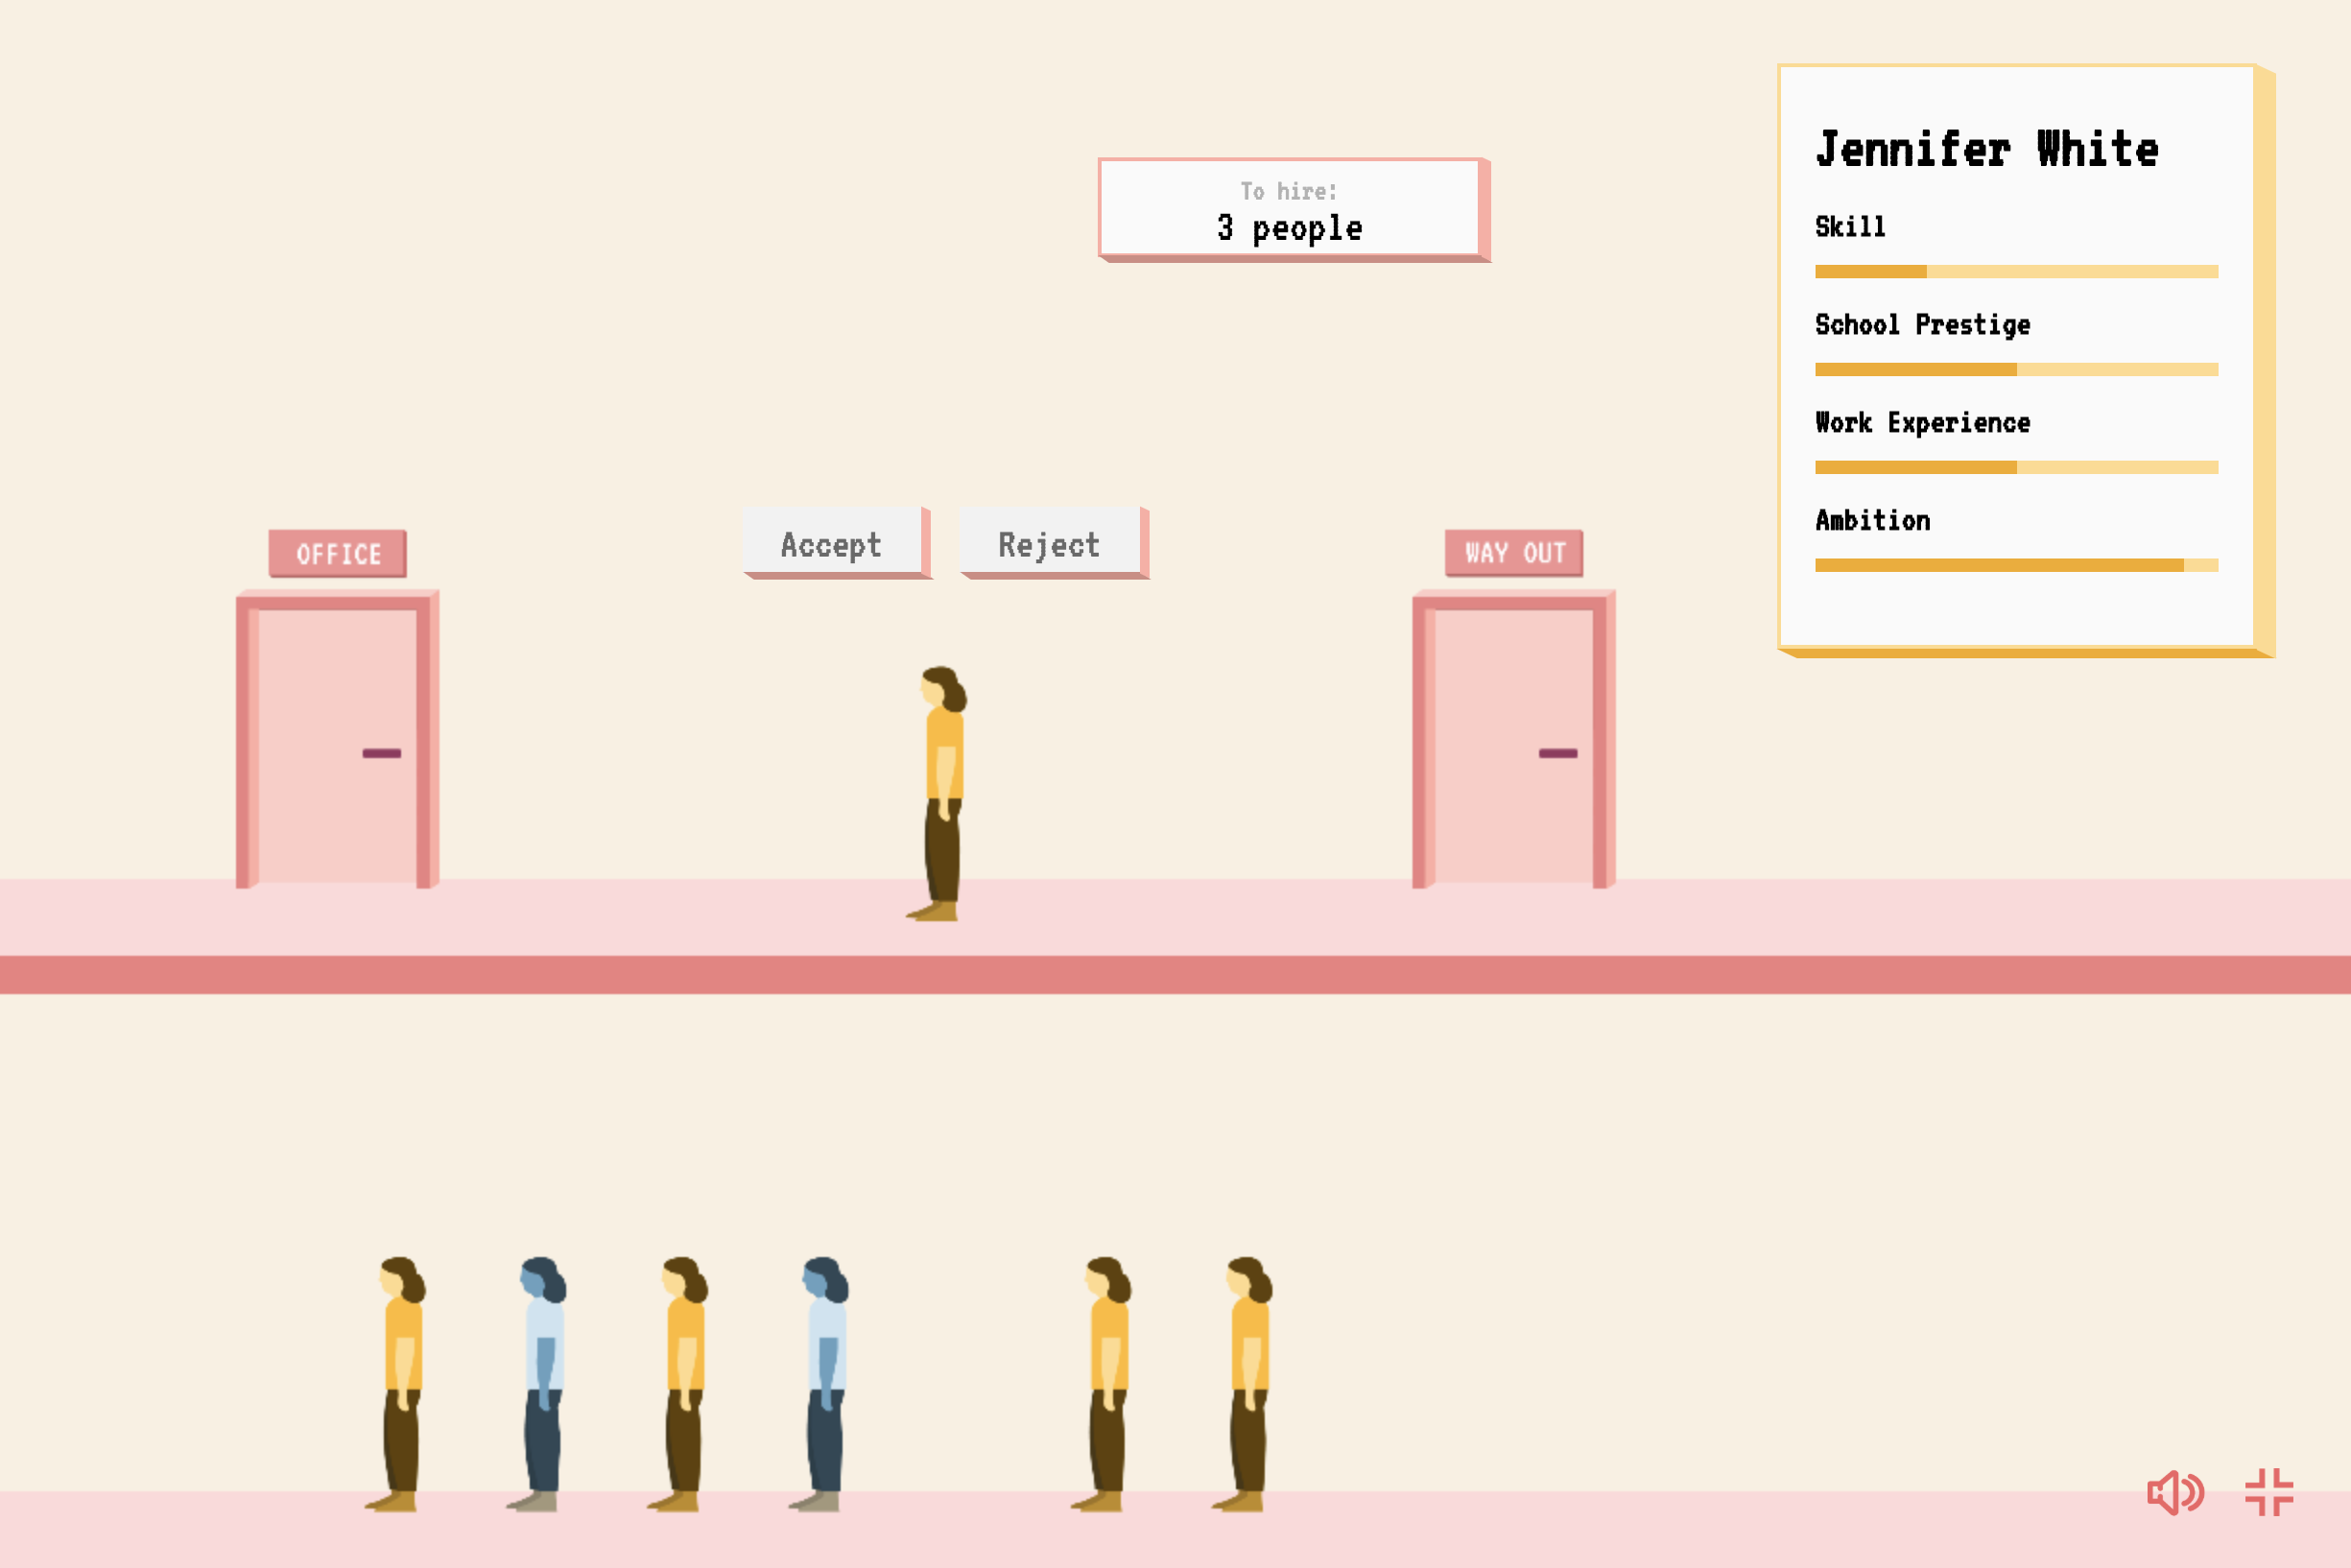 Jennifer White
To hire:
3 people
Skill
School Prestige
Work Experience
Ambition
Accept
Reject
OFFICE
WAY OUT